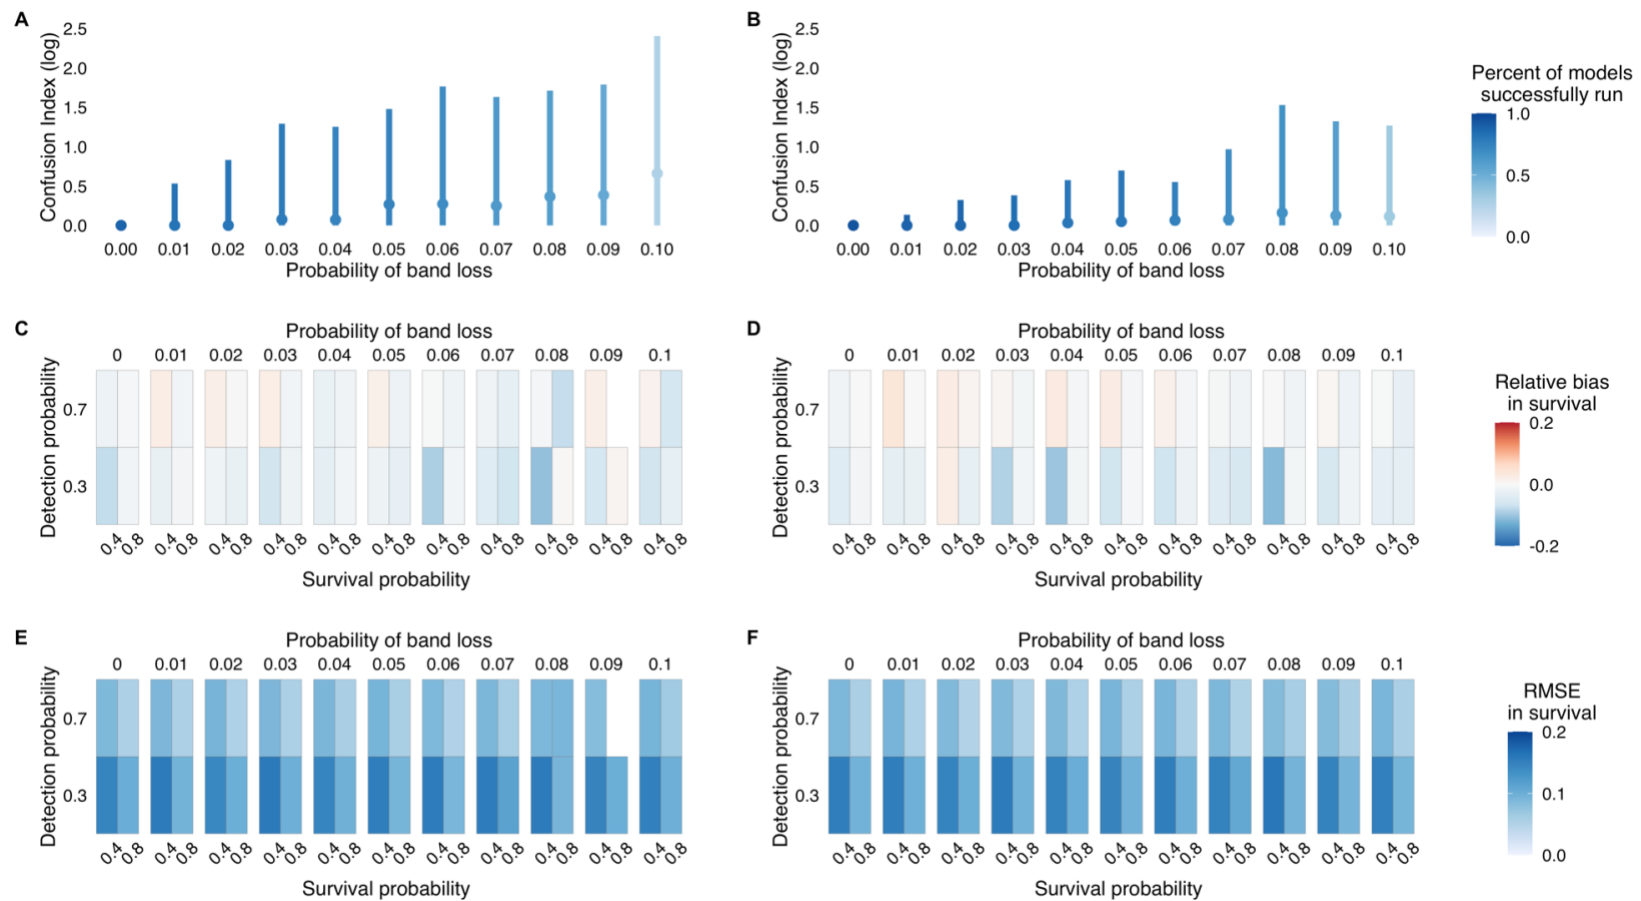 A
Confusion Index (log)
2.5
2.0
1.5
1.0
0.5
0.0
0.00 0.01 0.02 0.03 0.04 0.05 0.06 0.07 0.08 0.09 0.10
Probability of band loss
B
Confusion Index (log)
2.5
2.0
1.5
1.0
0.5
0.0
0.00 0.01 0.02 0.03 0.04 0.05 0.06 0.07 0.08 0.09 0.10
Probability of band loss
Percent of models
successfully run
1.0
0.5
0.0
C
Probability of band loss
0 0.01 0.02 0.03 0.04 0.05 0.06 0.07 0.08 0.09 0.1
Detection probability
0.7
0.3
0.4 0.8 0.4 0.8 0.4 0.8 0.4 0.8 0.4 0.8 0.4 0.8 0.4 0.8 0.4 0.8 0.4 0.8 0.4 0.8 0.4 0.8
Survival probability
D
Probability of band loss
0 0.01 0.02 0.03 0.04 0.05 0.06 0.07 0.08 0.09 0.1
Detection probability
0.7
0.3
0.4 0.8 0.4 0.8 0.4 0.8 0.4 0.8 0.4 0.8 0.4 0.8 0.4 0.8 0.4 0.8 0.4 0.8 0.4 0.8 0.4 0.8
Survival probability
Relative bias
in survival
0.2
0.0
-0.2
E
Probability of band loss
0 0.01 0.02 0.03 0.04 0.05 0.06 0.07 0.08 0.09 0.1
Detection probability
0.7
0.3
0.4 0.8 0.4 0.8 0.4 0.8 0.4 0.8 0.4 0.8 0.4 0.8 0.4 0.8 0.4 0.8 0.4 0.8 0.4 0.8 0.4 0.8
Survival probability
F
Probability of band loss
0 0.01 0.02 0.03 0.04 0.05 0.06 0.07 0.08 0.09 0.1
Detection probability
0.7
0.3
0.4 0.8 0.4 0.8 0.4 0.8 0.4 0.8 0.4 0.8 0.4 0.8 0.4 0.8 0.4 0.8 0.4 0.8 0.4 0.8 0.4 0.8
Survival probability
RMSE
in survival
0.2
0.1
0.0